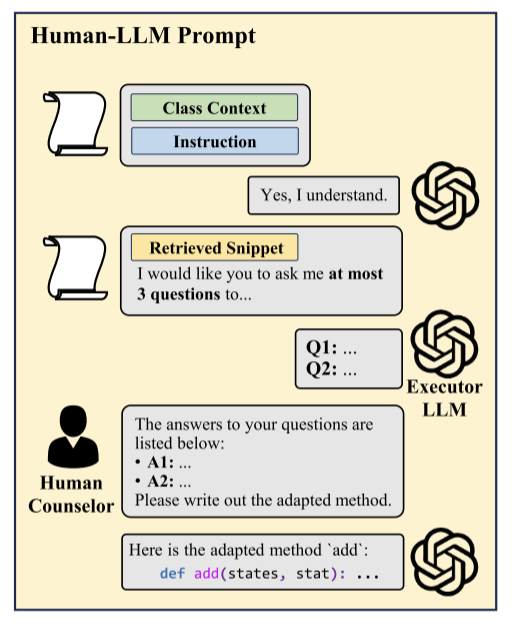 Human-LLM Prompt
Class Context
Instruction
Yes, I understand.
Retrieved Snippet
I would like you to ask me at most
3 questions to...
Q1: ...
Q2: ...
Executor
LLM
The answers to your questions are
listed below:
• A1: ...
• A2: ...
Please write out the adapted method.
Human
Counselor
Here is the adapted method `add`:
def add(states, stat): ...